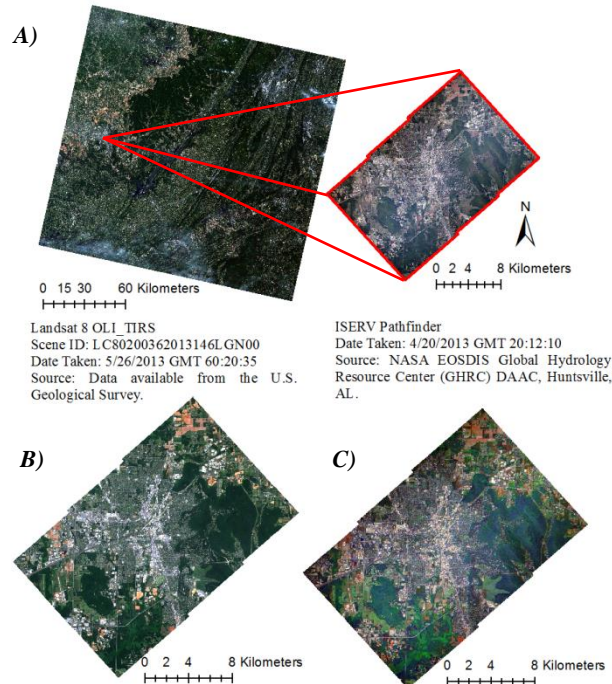 A)
N
0 15 30 60 Kilometers
0 2 4 8 Kilometers
Landsat 8 OLI_TIRS
Scene ID: LC80200362013146LGN00
Date Taken: 5/26/2013 GMT 60:20:35
Source: Data available from the U.S.
Geological Survey.
ISERV Pathfinder
Date Taken: 4/20/2013 GMT 20:12:10
Source: NASA EOSDIS Global Hydrology
Resource Center (GHRC) DAAC, Huntsville,
AL.
B)
C)
0 2 4 8 Kilometers
0 2 4 8 Kilometers